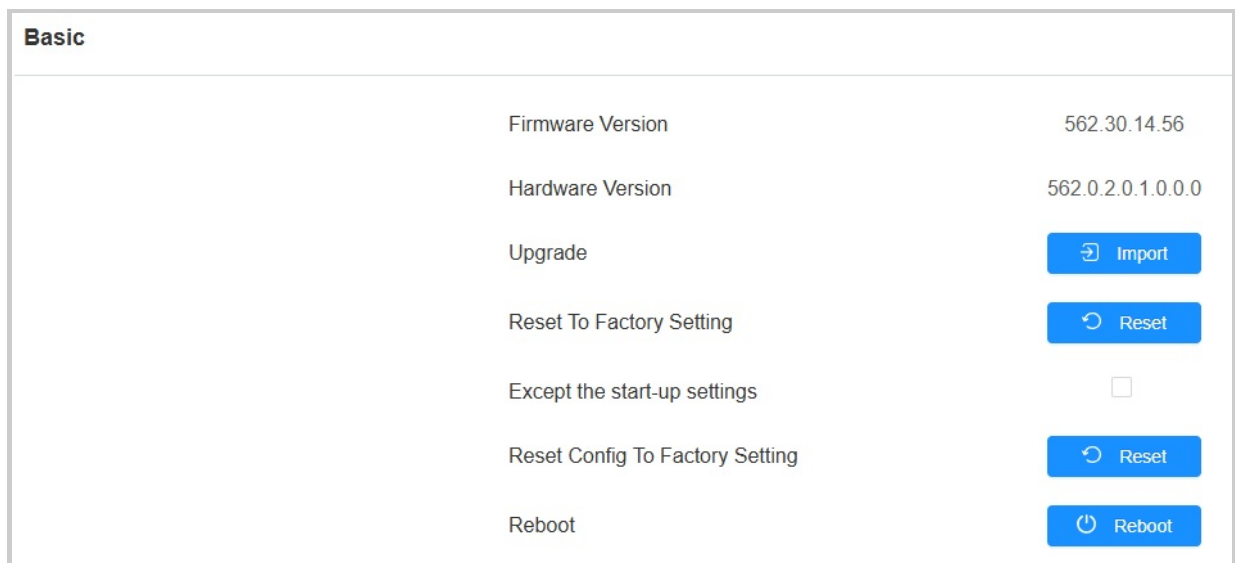 Basic
Firmware Version 562.30.14.56
Hardware Version 562.0.2.0.1.0.0.0
Upgrade Import
Reset To Factory Setting Reset
Except the start-up settings
Reset Config To Factory Setting Reset
Reboot Reboot